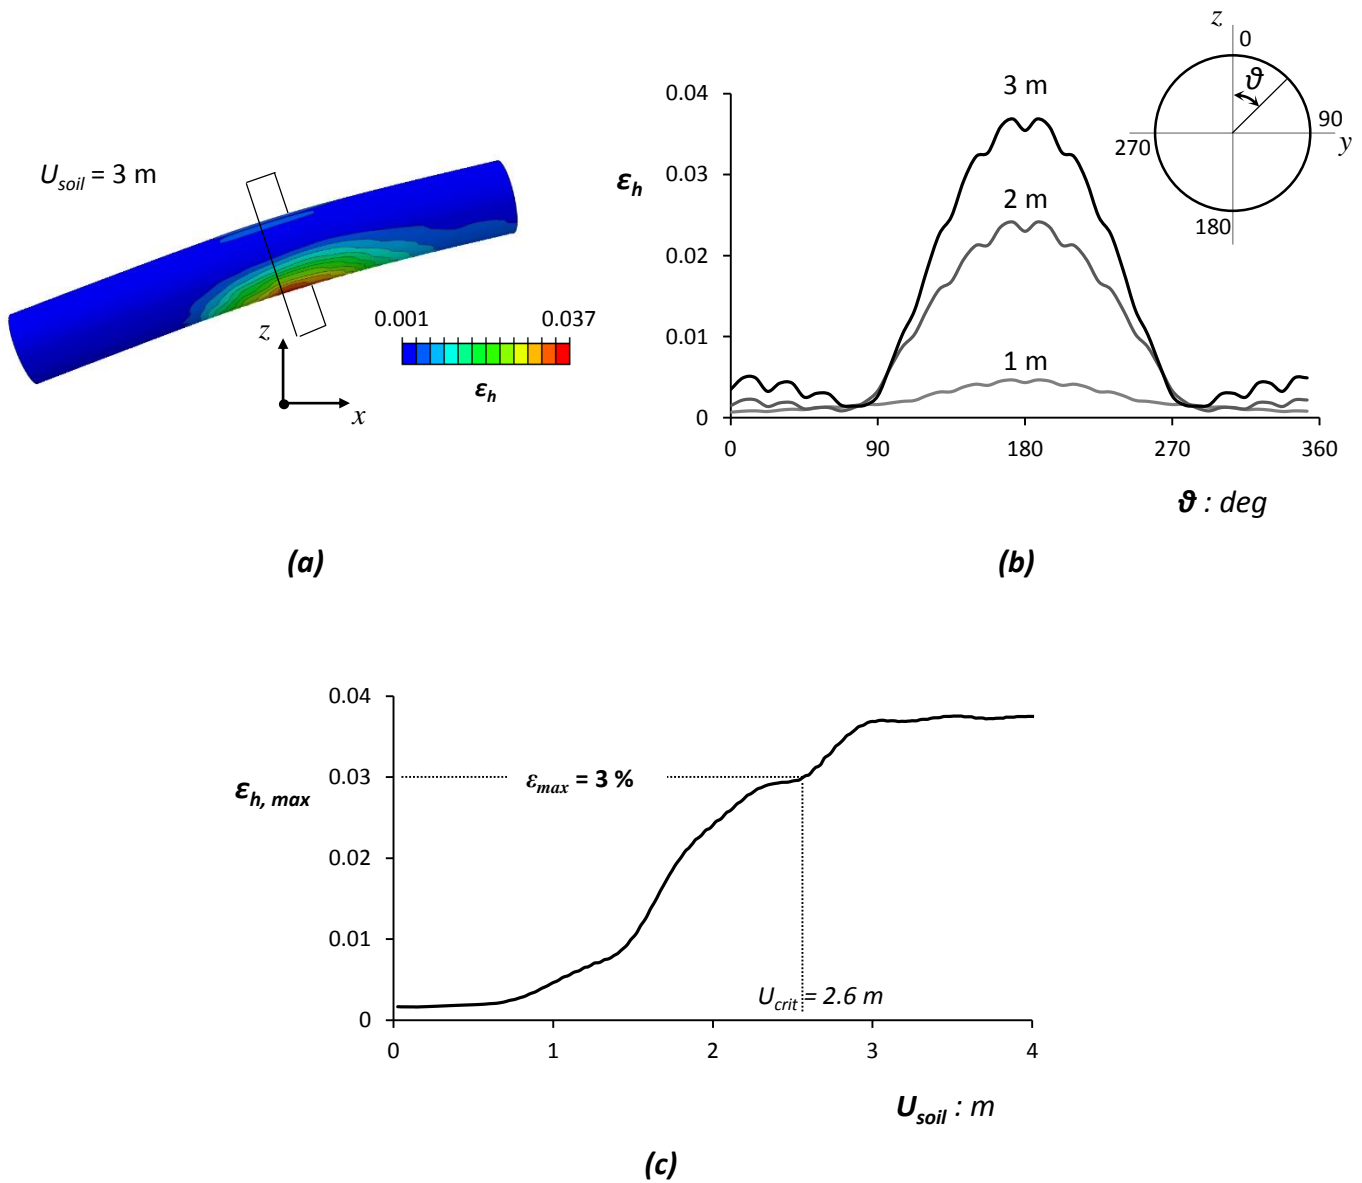 U_soil = 3 m
z
x
0.001
0.037
ε_h
(a)
ε_h
0.04
0.03
0.02
0.01
0
0
90
180
270
360
3 m
2 m
1 m
ϑ : deg
z
0
ϑ
90
y
270
180
(b)
ε_h, max
0.04
0.03
0.02
0.01
0
ε_max = 3 %
U_crit = 2.6 m
0
1
2
3
4
U_soil : m
(c)